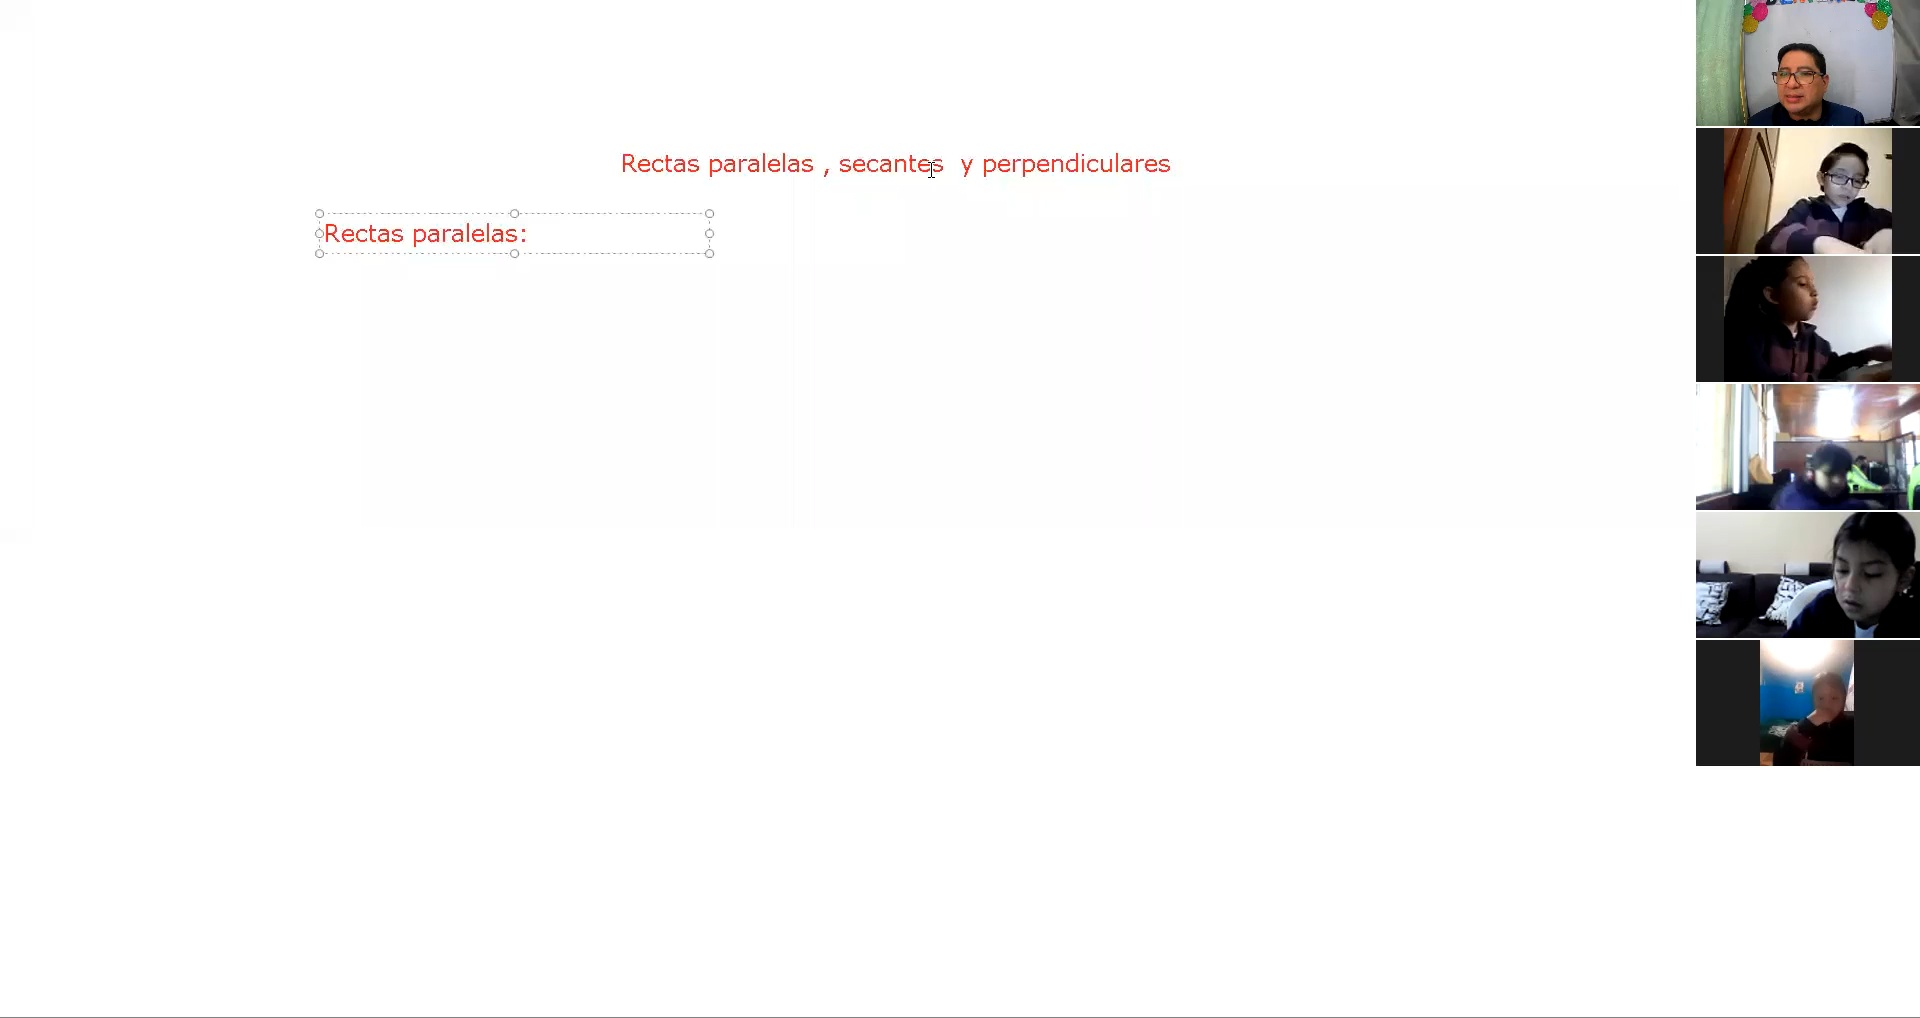 Rectas paralelas , secantes  y perpendiculares
Rectas paralelas: